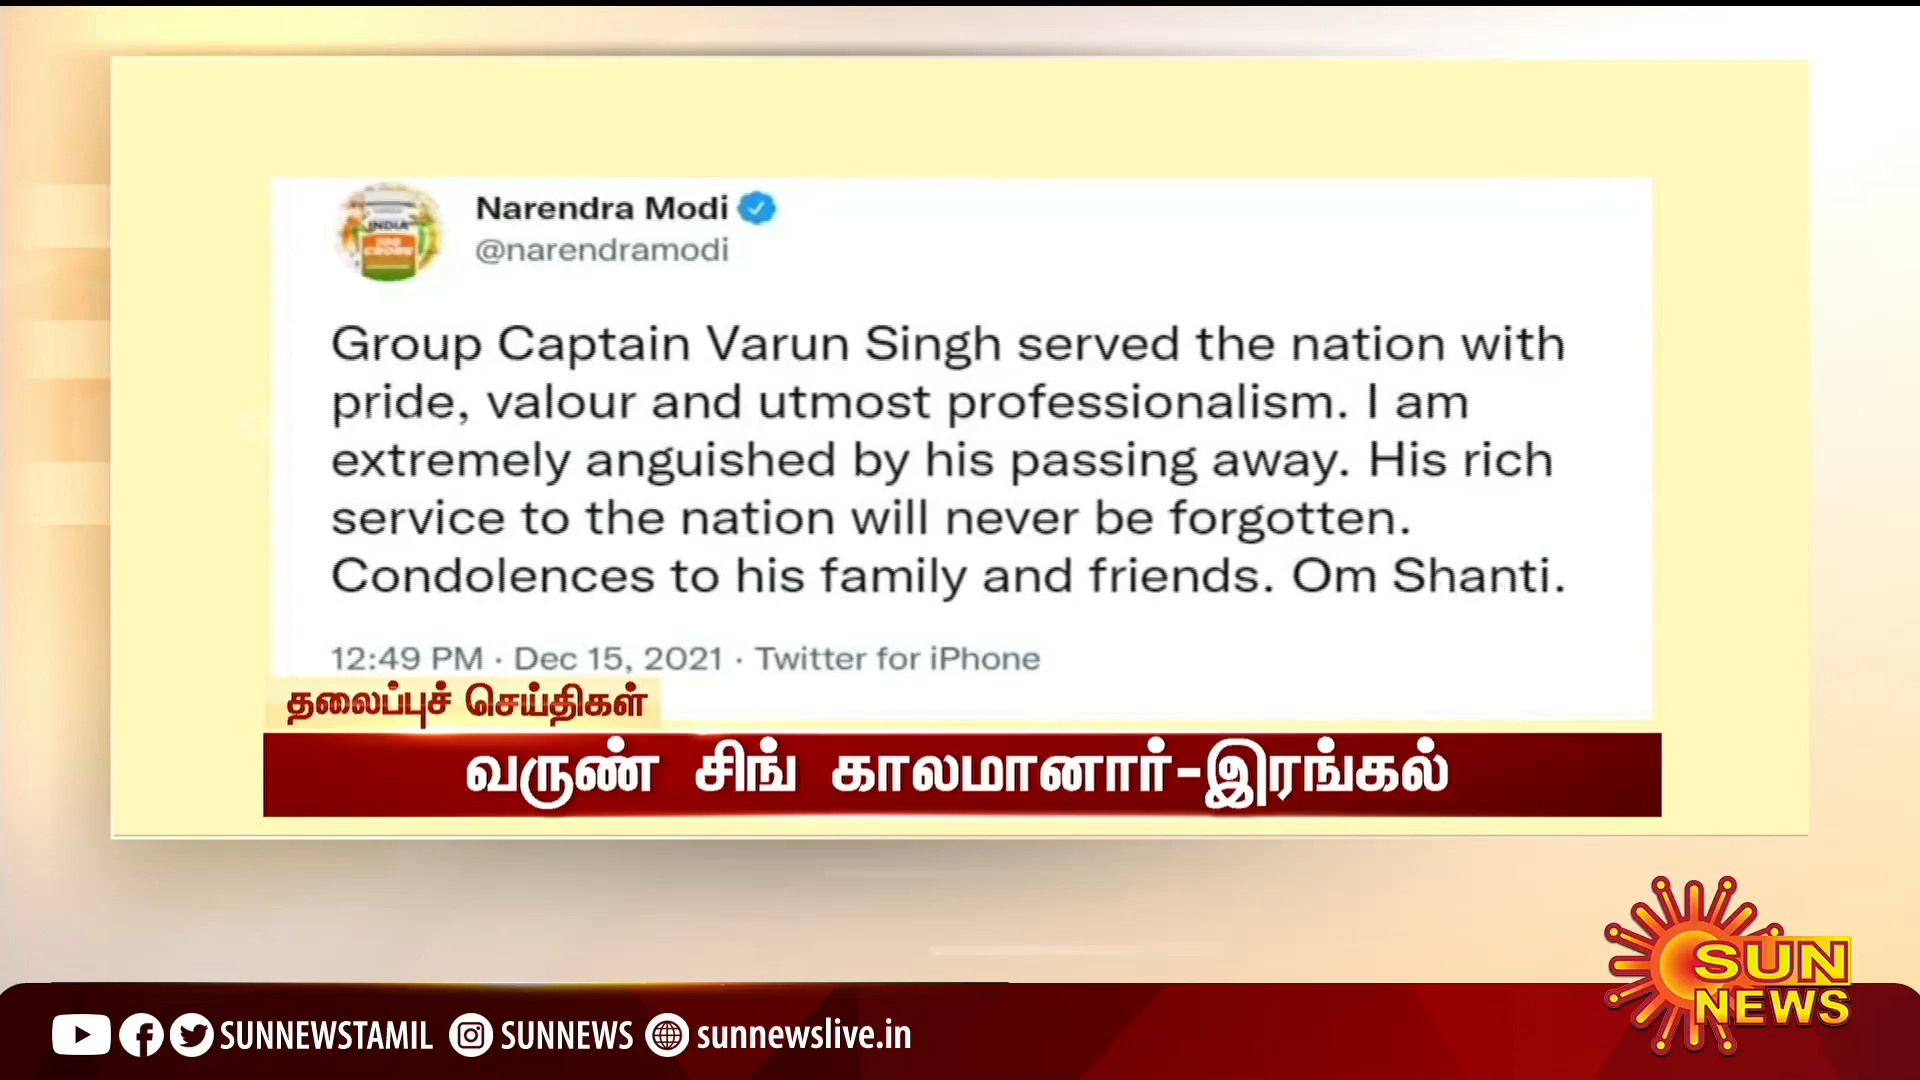 INDIA
100
CRORE
Narendra Modi
@narendramodi
Group Captain Varun Singh served the nation with
pride, valour and utmost professionalism. I am
extremely anguished by his passing away. His rich
service to the nation will never be forgotten.
Condolences to his family and friends. Om Shanti.
12:49 PM · Dec 15, 2021 · Twitter for iPhone
தலைப்புச் செய்திகள்
வருண் சிங் காலமானார்-இரங்கல்
SUN
NEWS
SUNNEWSTAMIL SUNNEWS sunnewslive.in